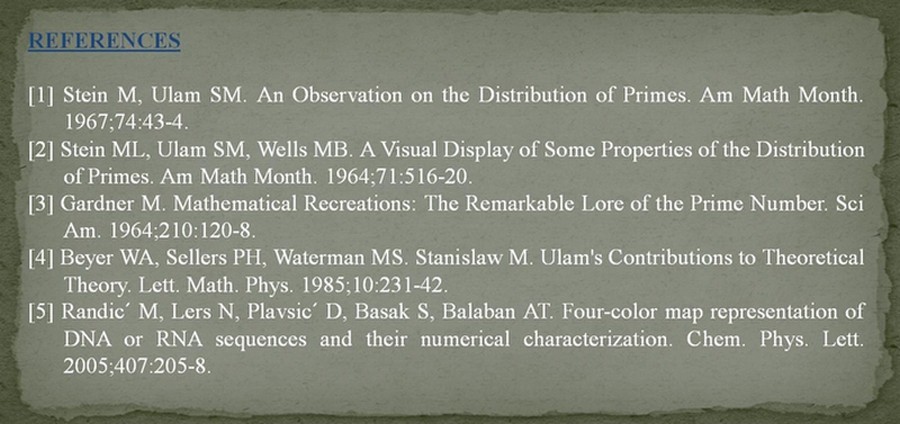 REFERENCES
[1] Stein M, Ulam SM. An Observation on the Distribution of Primes. Am Math Month.
1967;74:43-4.
[2] Stein ML, Ulam SM, Wells MB. A Visual Display of Some Properties of the Distribution
of Primes. Am Math Month. 1964;71:516-20.
[3] Gardner M. Mathematical Recreations: The Remarkable Lore of the Prime Number. Sci
Am. 1964;210:120-8.
[4] Beyer WA, Sellers PH, Waterman MS. Stanislaw M. Ulam's Contributions to Theoretical
Theory. Lett. Math. Phys. 1985;10:231-42.
[5] Randic´ M, Lers N, Plavsic´ D, Basak S, Balaban AT. Four-color map representation of
DNA or RNA sequences and their numerical characterization. Chem. Phys. Lett.
2005;407:205-8.